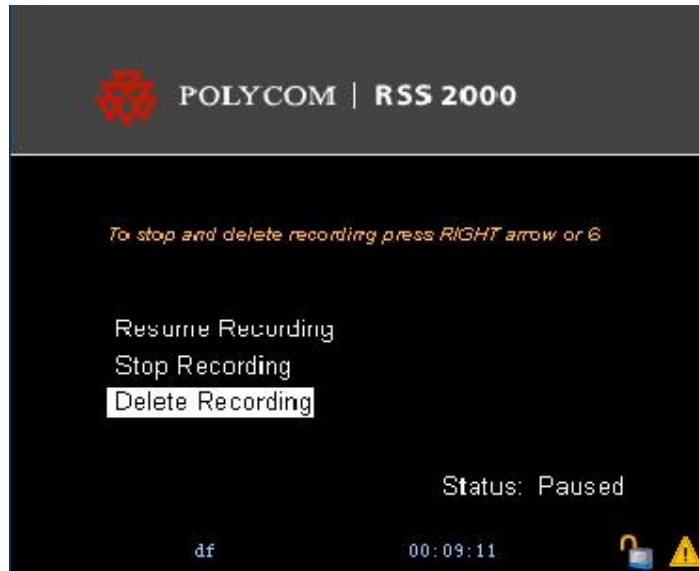 POLYCOM | RSS 2000
To stop and delete recording press RIGHT arrow or 6
Resume Recording
Stop Recording
Delete Recording
Status: Paused
df 00:09:11